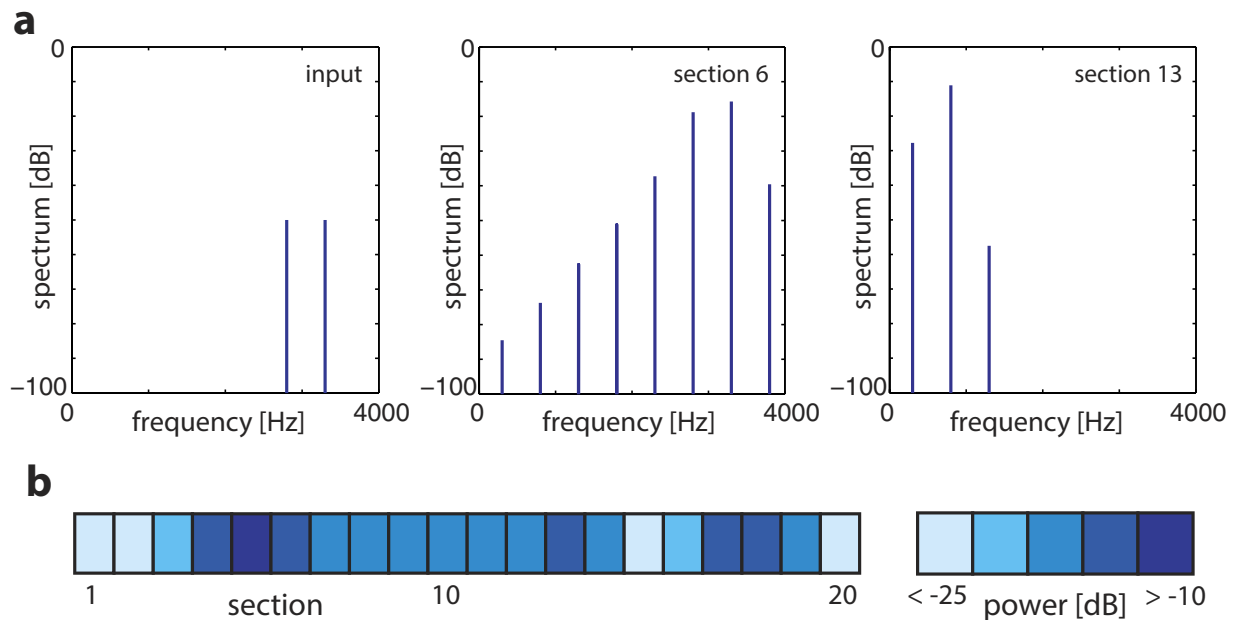 a
0
input
spectrum [dB]
−100
0
frequency [Hz]
4000
section 6
spectrum [dB]
−100
0
frequency [Hz]
4000
0
section 13
spectrum [dB]
−100
0
frequency [Hz]
4000
b
1
section
10
20
< -25
power [dB]
> -10